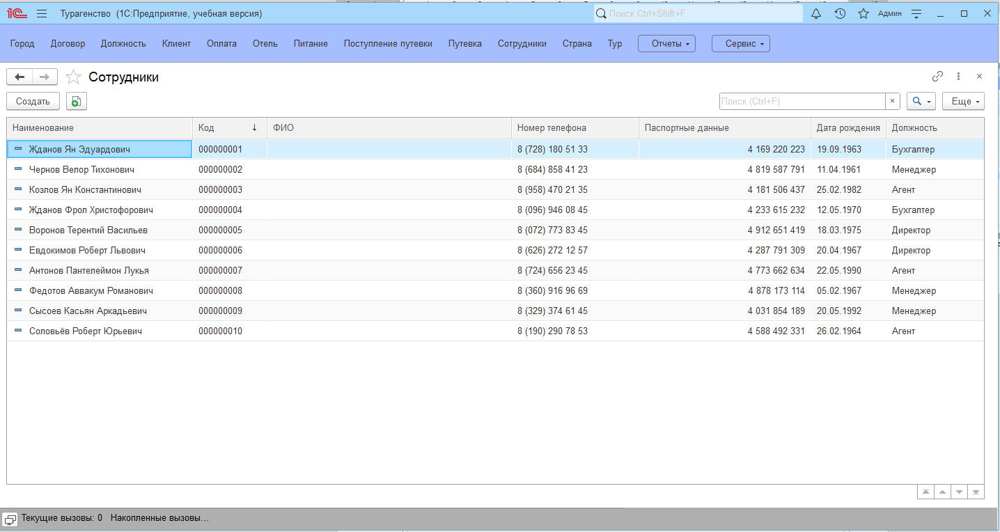 1С Турагенство (1С:Предприятие, учебная версия) Поиск Ctrl+Shift+F Админ
Город Договор Должность Клиент Оплата Отель Питание Поступление путевки Путевка Сотрудники Страна Тур Отчеты Сервис
Сотрудники
Создать Поиск (Ctrl+F) × Еще
Наименование Код ↓ ФИО Номер телефона Паспортные данные Дата рождения Должность
Жданов Ян Эдуардович 000000001 8 (728) 180 51 33 4 169 220 223 19.09.1963 Бухгалтер
Чернов Велор Тихонович 000000002 8 (684) 858 41 23 4 819 587 791 11.04.1961 Менеджер
Козлов Ян Константинович 000000003 8 (958) 470 21 35 4 181 506 437 25.02.1982 Агент
Жданов Фрол Христофорович 000000004 8 (096) 946 08 45 4 233 615 232 12.05.1970 Бухгалтер
Воронов Терентий Васильев 000000005 8 (072) 773 83 45 4 912 651 419 18.03.1975 Директор
Евдокимов Роберт Львович 000000006 8 (626) 272 12 57 4 287 791 309 20.04.1967 Директор
Антонов Пантелеймон Лукья 000000007 8 (724) 656 23 45 4 773 662 634 22.05.1990 Агент
Федотов Аввакум Романович 000000008 8 (360) 916 96 69 4 878 173 114 05.02.1967 Менеджер
Сысоев Касьян Аркадьевич 000000009 8 (329) 374 61 45 4 031 854 189 20.05.1992 Менеджер
Соловьёв Роберт Юрьевич 000000010 8 (190) 290 78 53 4 588 492 331 26.02.1964 Агент
Текущие вызовы: 0 Накопленные вызовы...